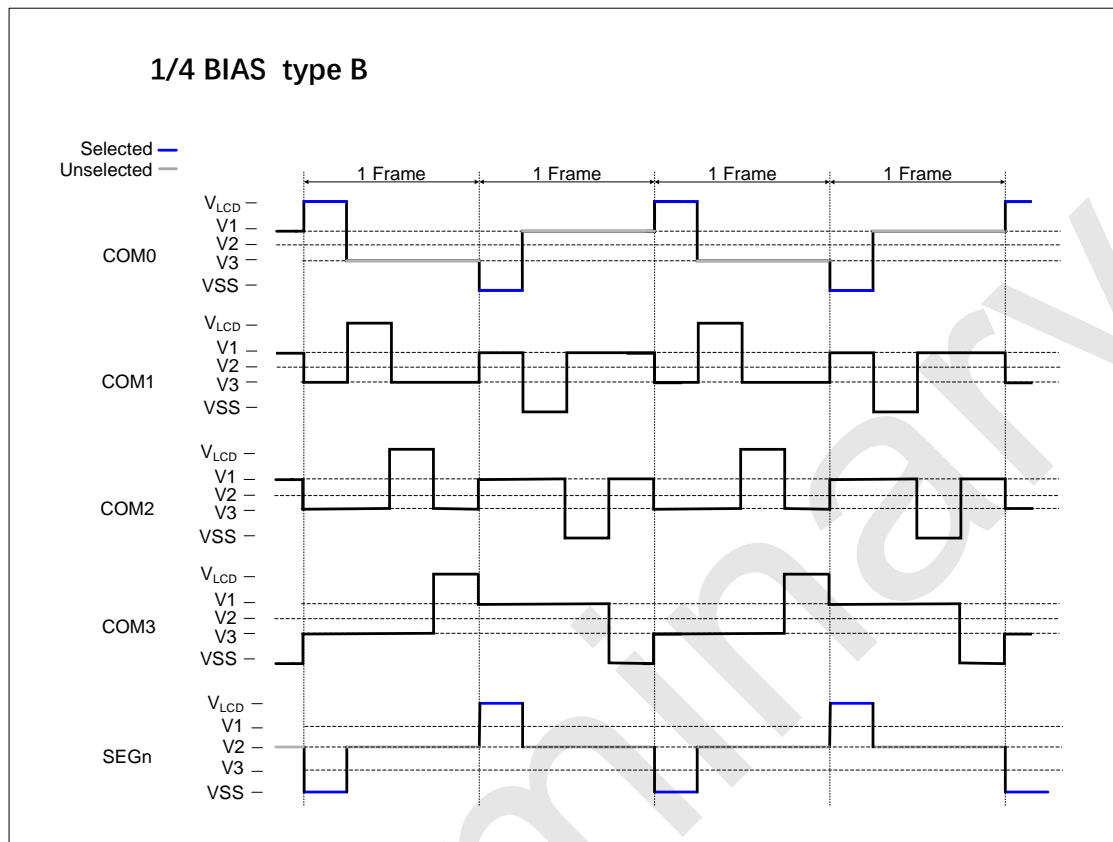 1/4 BIAS type B
Selected
Unselected
1 Frame 1 Frame 1 Frame 1 Frame
VLCD
V1
V2
COM0
V3
VSS
VLCD
V1
V2
COM1
V3
VSS
VLCD
V1
V2
COM2
V3
VSS
VLCD
V1
V2
COM3
V3
VSS
VLCD
V1
V2
SEGn
V3
VSS